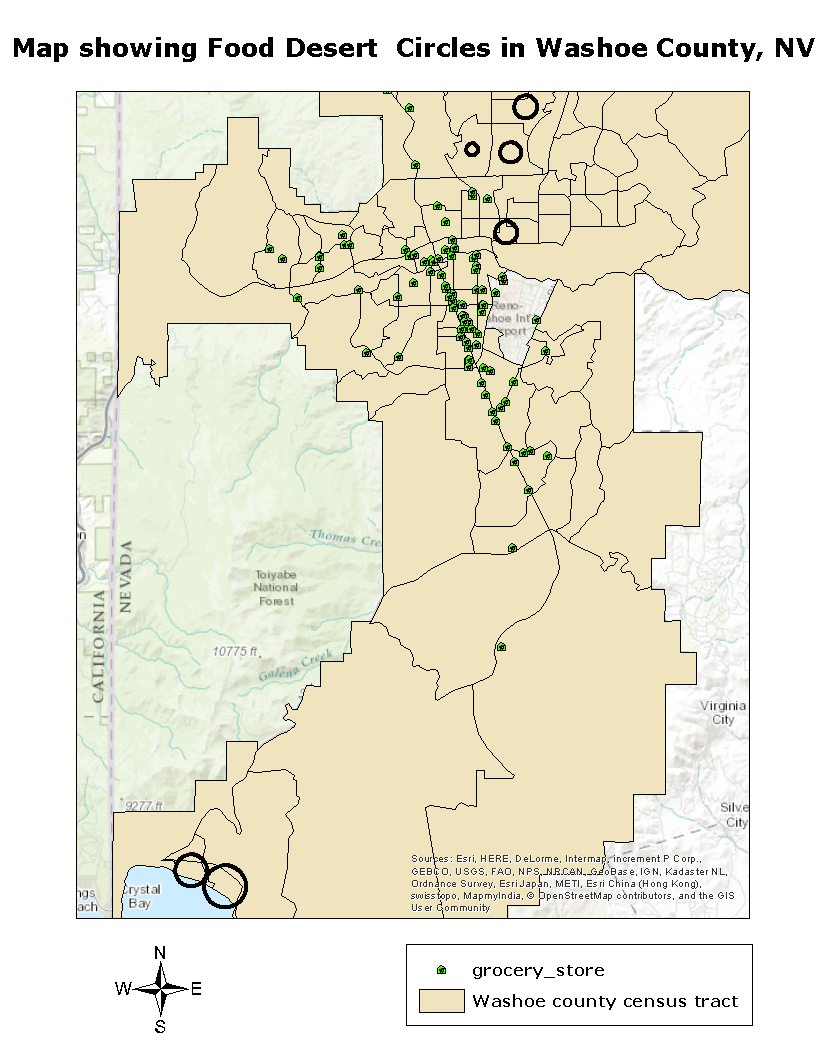 Map showing Food Desert  Circles in Washoe County, NV
Reno-
hoe Int'
port
Thomas Cre
Toiyabe
National
Forest
NEVADA
CALIFORNIA
10775 ft
Galena Creek
Virginia
City
9277 ft
Silve
City
Crystal
Bay
ngs
ach
on
Sources: Esri, HERE, DeLorme, Intermap, increment P Corp.,
GEBCO, USGS, FAO, NPS, NRCAN, GeoBase, IGN, Kadaster NL,
Ordnance Survey, Esri Japan, METI, Esri China (Hong Kong),
swisstopo, MapmyIndia, © OpenStreetMap contributors, and the GIS
User Community
N
W E
S
grocery_store
Washoe county census tract